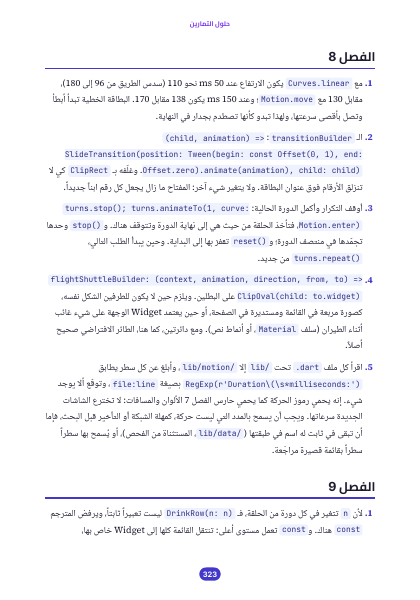 حلول التمارين
الفصل 8
1. مع Curves.linear يكون الارتفاع عند 50 ms نحو 110 (سدس الطريق من 96 إلى 180)،
مقابل 130 مع Motion.move؛ وعند 150 ms يكون 138 مقابل 170. البطاقة الخطية تبدأ أبطأ
وتصل بأقصى سرعتها، ولهذا تبدو كأنها تصطدم بجدار في النهاية.
2. الـ transitionBuilder: (child, animation) =>
SlideTransition(position: Tween(begin: const Offset(0, 1), end:
Offset.zero).animate(animation), child: child). وغلّفه بـ ClipRect كي لا
تنزلق الأرقام فوق عنوان البطاقة. ولا يتغير شيء آخر: المفتاح ما زال يجعل كل رقم ابناً جديداً.
3. أوقف التكرار وأكمل الدورة الحالية: turns.stop(); turns.animateTo(1, curve:
Motion.enter)، فتأخذ الحلقة من حيث هي إلى نهاية الدورة وتتوقف هناك. و stop() وحدها
تجمّدها في منتصف الدورة؛ و reset() تقفز بها إلى البداية. وحين يبدأ الطلب التالي،
turns.repeat() من جديد.
4. flightShuttleBuilder: (context, animation, direction, from, to) =>
ClipOval(child: to.widget) على البطلين. ويلزم حين لا يكون للطرفين الشكل نفسه،
كصورة مربعة في القائمة ومستديرة في الصفحة، أو حين يعتمد Widget الوجهة على شيء غائب
أثناء الطيران (سلف Material، أو أنماط نص). ومع دائرتين، كما هنا، الطائر الافتراضي صحيح
أصلاً.
5. اقرأ كل ملف .dart تحت lib/ إلا lib/motion/، وأبلغ عن كل سطر يطابق
RegExp(r'Duration\(\s*milliseconds:') بصيغة file:line، وتوقع ألا يوجد
شيء. إنه يحمي رموز الحركة كما يحمي حارس الفصل 7 الألوان والمسافات: لا تخترع الشاشات
الجديدة سرعاتها. ويجب أن يسمح بالمدد التي ليست حركة، كمهلة الشبكة أو التأخير قبل البحث، فإما
أن تبقى في ثابت له اسم في طبقتها (lib/data/، المستثناة من الفحص)، أو يُسمح بها سطراً
سطراً بقائمة قصيرة مراجَعة.
الفصل 9
1. لأن n تتغير في كل دورة من الحلقة، فـ DrinkRow(n: n) ليست تعبيراً ثابتاً، ويرفض المترجم
const هناك. و const تعمل مستوى أعلى: تنتقل القائمة كلها إلى Widget خاص بها،
323